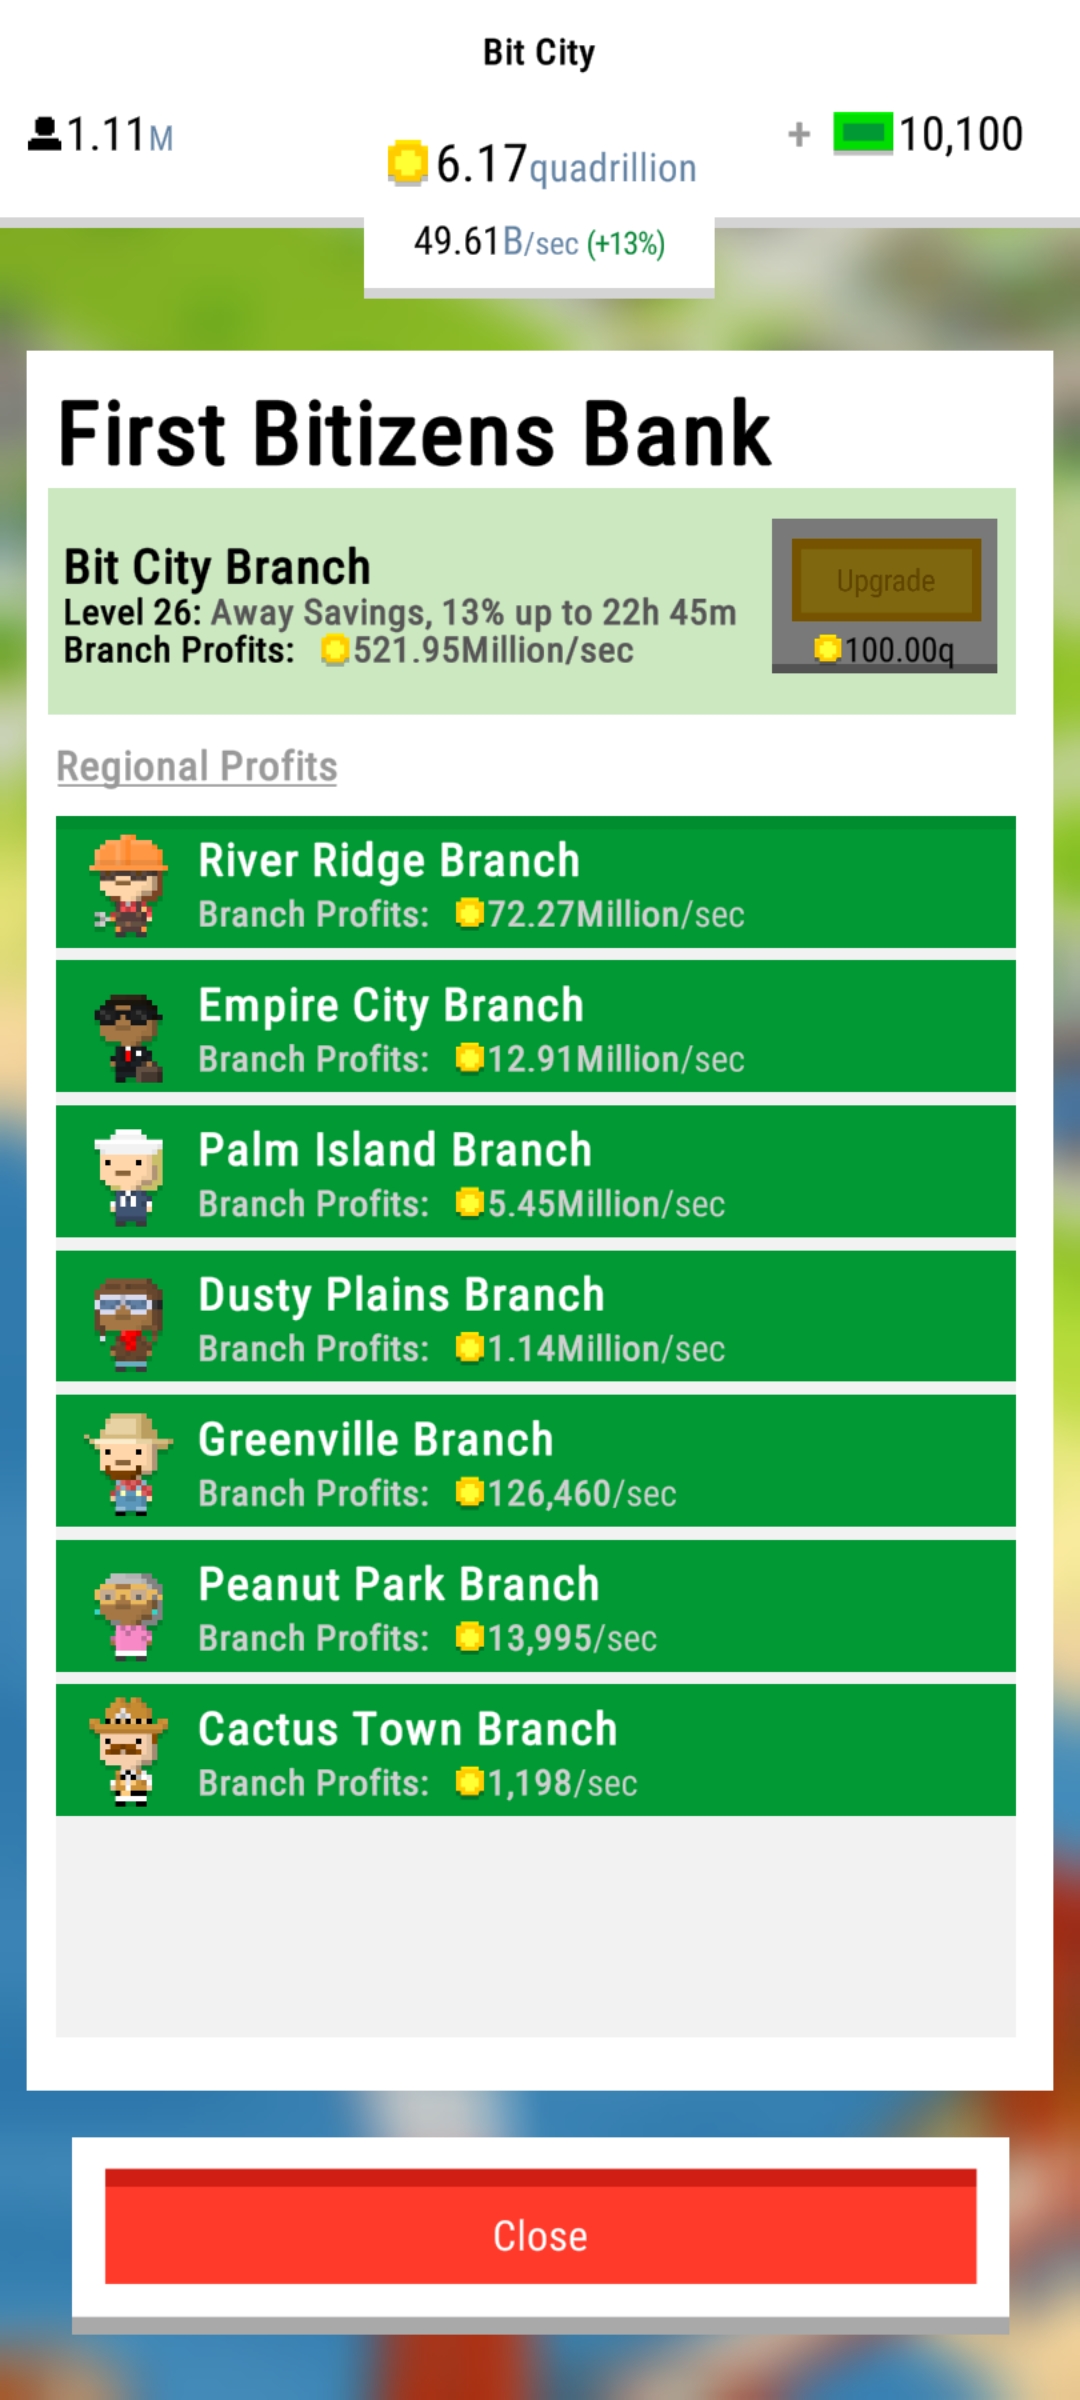 Bit City
1.11M
6.17quadrillion
+ 10,100
49.61B/sec (+13%)
First Bitizens Bank
Bit City Branch
Level 26: Away Savings, 13% up to 22h 45m
Branch Profits: 521.95Million/sec
Upgrade
100.00q
Regional Profits
River Ridge Branch
Branch Profits: 72.27Million/sec
Empire City Branch
Branch Profits: 12.91Million/sec
Palm Island Branch
Branch Profits: 5.45Million/sec
Dusty Plains Branch
Branch Profits: 1.14Million/sec
Greenville Branch
Branch Profits: 126,460/sec
Peanut Park Branch
Branch Profits: 13,995/sec
Cactus Town Branch
Branch Profits: 1,198/sec
Close